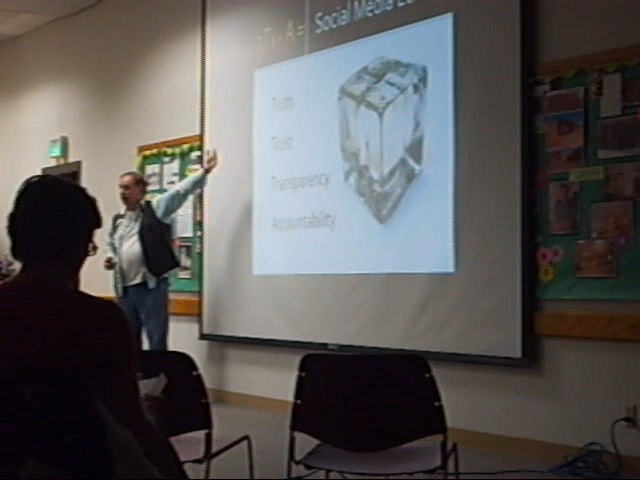 Social Media
Truth
Trust
Transparency
Accountability